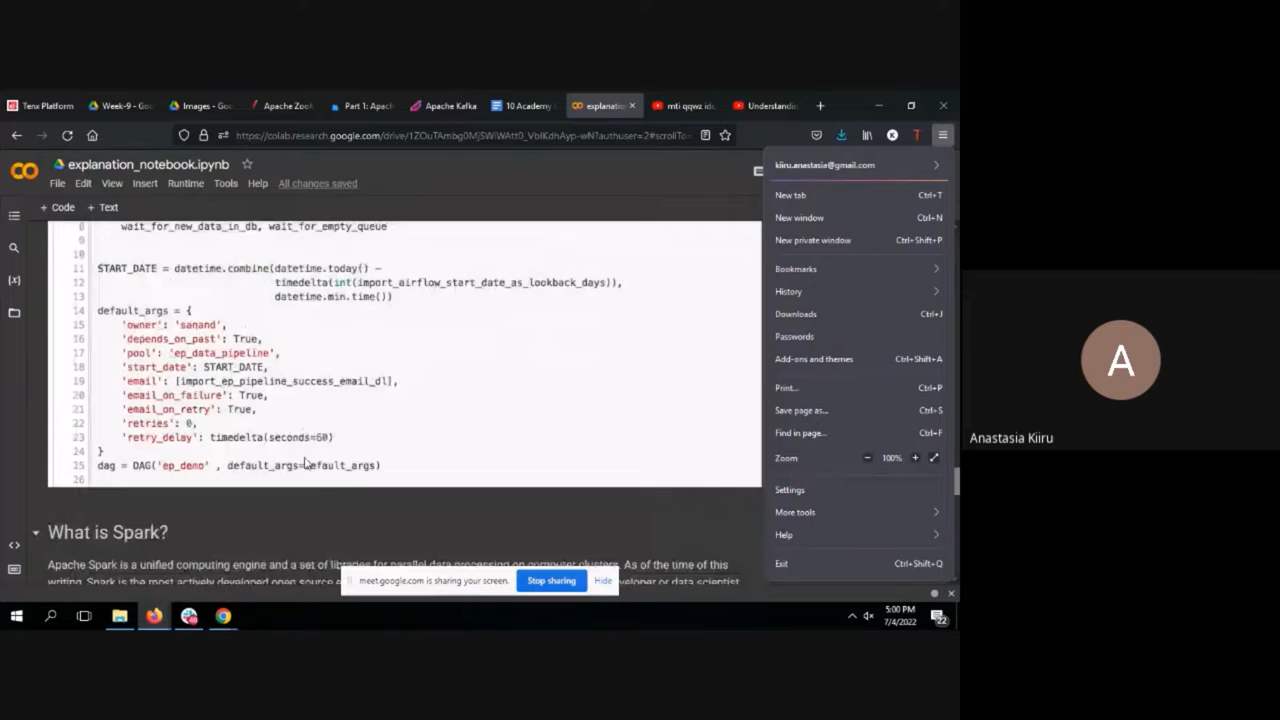 Tenx Platform
Week-9 - Goo
Images - Goo
Apache Zoo
Part 1: Apach
Apache Kafka
10 Academy
explanatio
mti qqwz idu
Understandin
https://colab.research.google.com/drive/
explanation_notebook.ipynb
File Edit View Insert Runtime Tools Help All changes saved
+ Code + Text
8 wait_for_new_data_in_db, wait_for_empty_queue
9
10
11 START_DATE = datetime.combine(datetime.today() -
12 timedelta(int(import_airflow_start_date_as_lookback_days)),
13 datetime.min.time())
14 default_args = {
15 'owner': 'sanand',
16 'depends_on_past': True,
17 'pool': 'ep_data_pipeline',
18 'start_date': START_DATE,
19 'email': [import_ep_pipeline_success_email_dl],
20 'email_on_failure': True,
21 'email_on_retry': True,
22 'retries': 0,
23 'retry_delay': timedelta(seconds=60)
24 }
25 dag = DAG('ep_demo' , default_args=default_args)
26
What is Spark?
Apache Spark is a unified computing engine and a set of libraries for parallel data processing on computer clusters. As of the time of this
writing, Spark is the most actively developed open source
developer or data scientist
meet.google.com is sharing your screen.
Stop sharing
Hide
kiiru.anastasia@gmail.com
New tab Ctrl+T
New window Ctrl+N
New private window Ctrl+Shift+P
Bookmarks
History
Downloads Ctrl+J
Passwords
Add-ons and themes Ctrl+Shift+A
Print... Ctrl+P
Save page as... Ctrl+S
Find in page... Ctrl+F
Zoom - 100% +
Settings
More tools
Help
Exit Ctrl+Shift+Q
5:00 PM
7/4/2022
22
A
Anastasia Kiiru